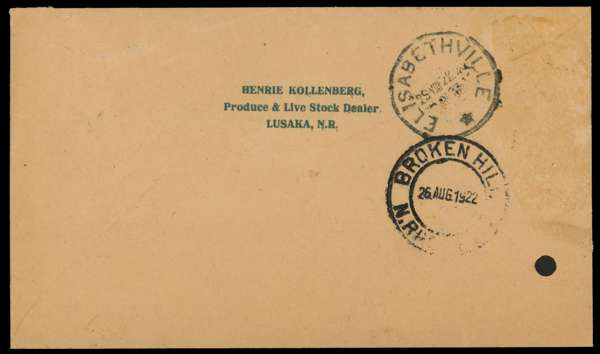 HENRIE KOLLENBERG,
Produce & Live Stock Dealer
LUSAKA, N.R.
ELISABETHVILLE
BROKEN HILL
26 AUG. 1922